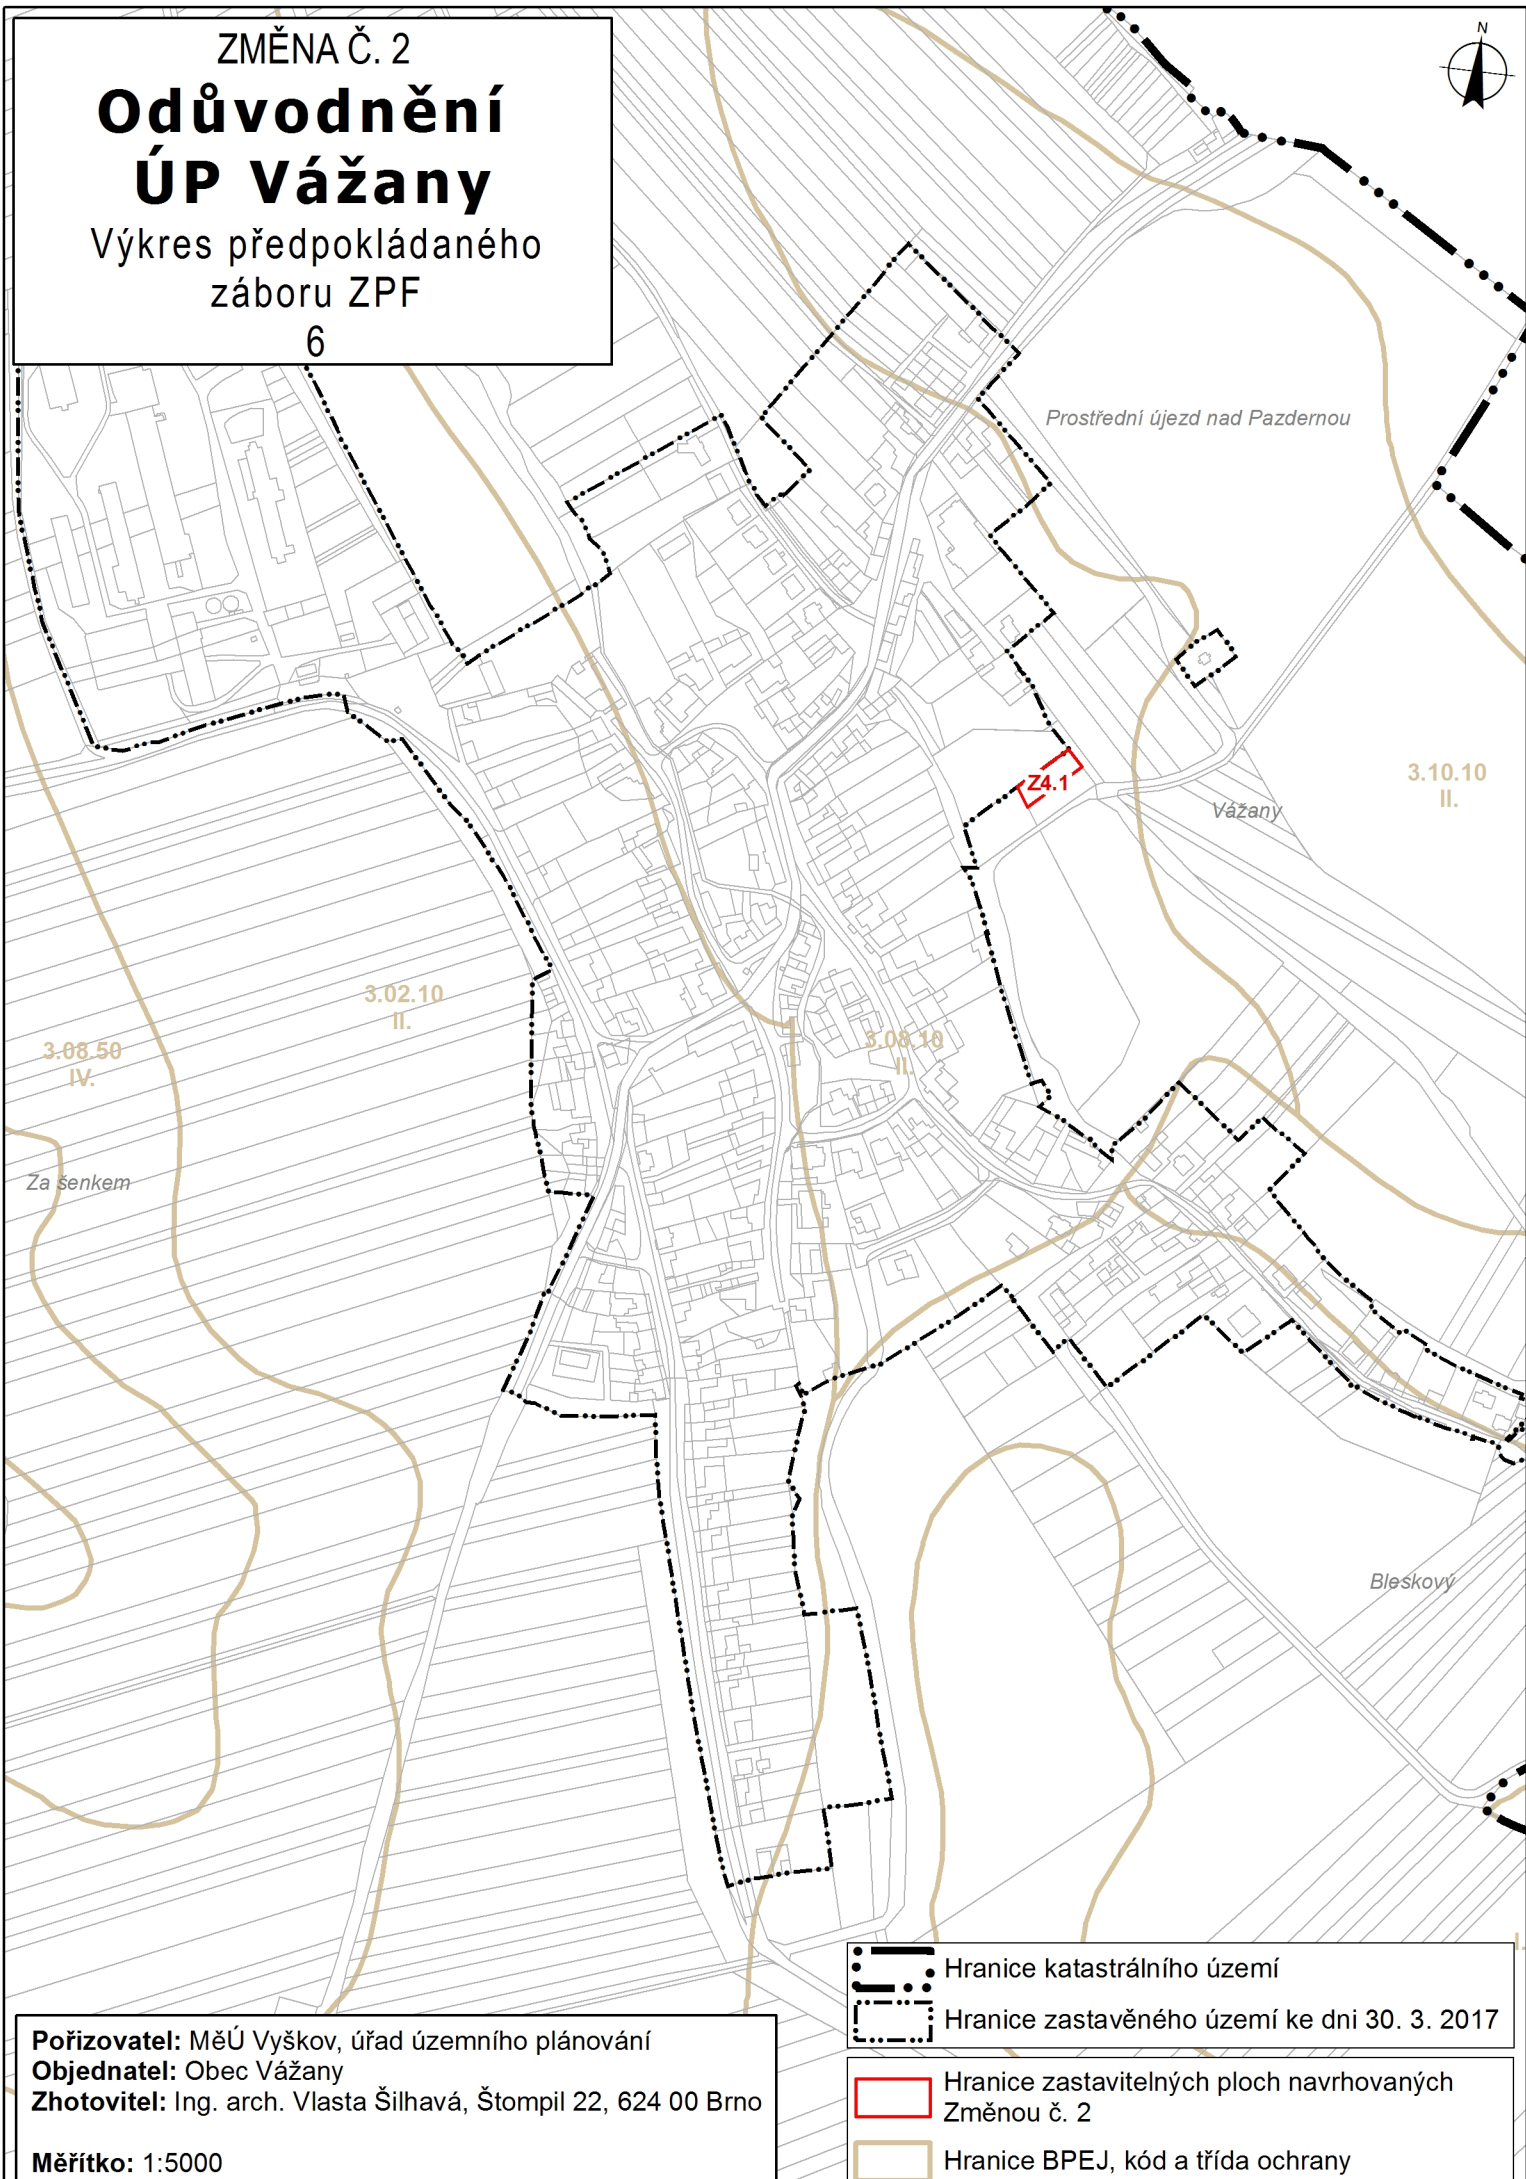 ZMĚNA Č. 2
Odůvodnění
ÚP Vážany
Výkres předpokládaného
záboru ZPF
6
N
Prostřední újezd nad Pazdernou
Z4.1
3.10.10
II.
Vážany
3.02.10
II.
3.08.50
IV.
3.08.10
II.
Za šenkem
Bleskový
I.
Hranice katastrálního území
Hranice zastavěného území ke dni 30. 3. 2017
Hranice zastavitelných ploch navrhovaných
Změnou č. 2
Hranice BPEJ, kód a třída ochrany
Pořizovatel: MěÚ Vyškov, úřad územního plánování
Objednatel: Obec Vážany
Zhotovitel: Ing. arch. Vlasta Šilhavá, Štompil 22, 624 00 Brno
Měřítko: 1:5000